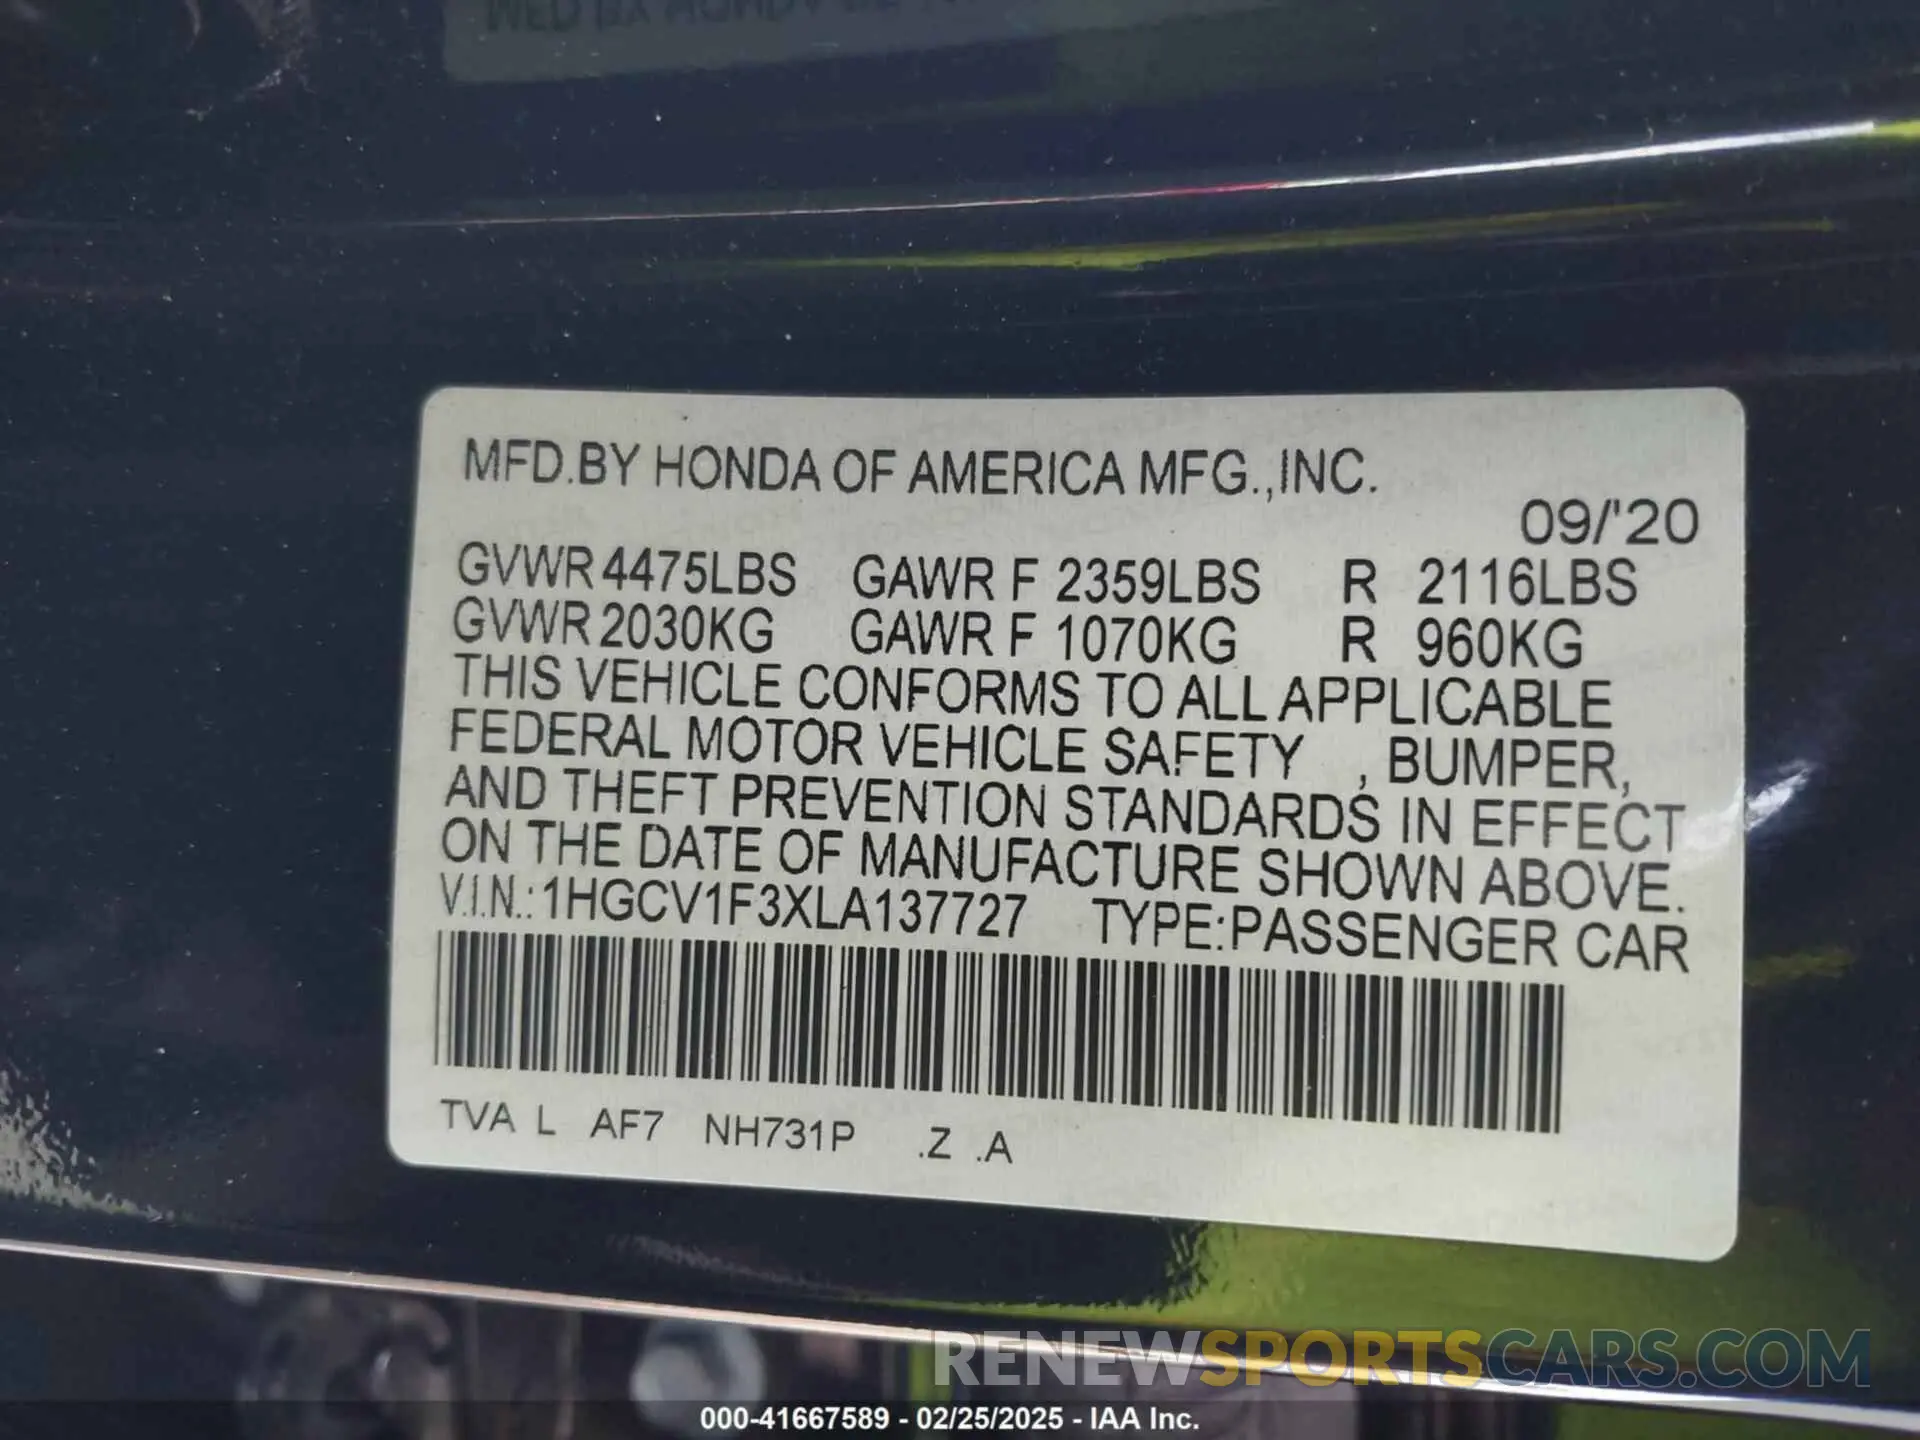 MFD.BY HONDA OF AMERICA MFG.,INC.
09/'20
GVWR 4475LBS GAWR F 2359LBS R 2116LBS
GVWR 2030KG GAWR F 1070KG R 960KG
THIS VEHICLE CONFORMS TO ALL APPLICABLE
FEDERAL MOTOR VEHICLE SAFETY , BUMPER,
AND THEFT PREVENTION STANDARDS IN EFFECT
ON THE DATE OF MANUFACTURE SHOWN ABOVE.
V.I.N.:1HGCV1F3XLA137727 TYPE:PASSENGER CAR
TVA L AF7 NH731P .Z .A
RENEWSPORTSCARS.COM
000-41667589 - 02/25/2025 - IAA Inc.